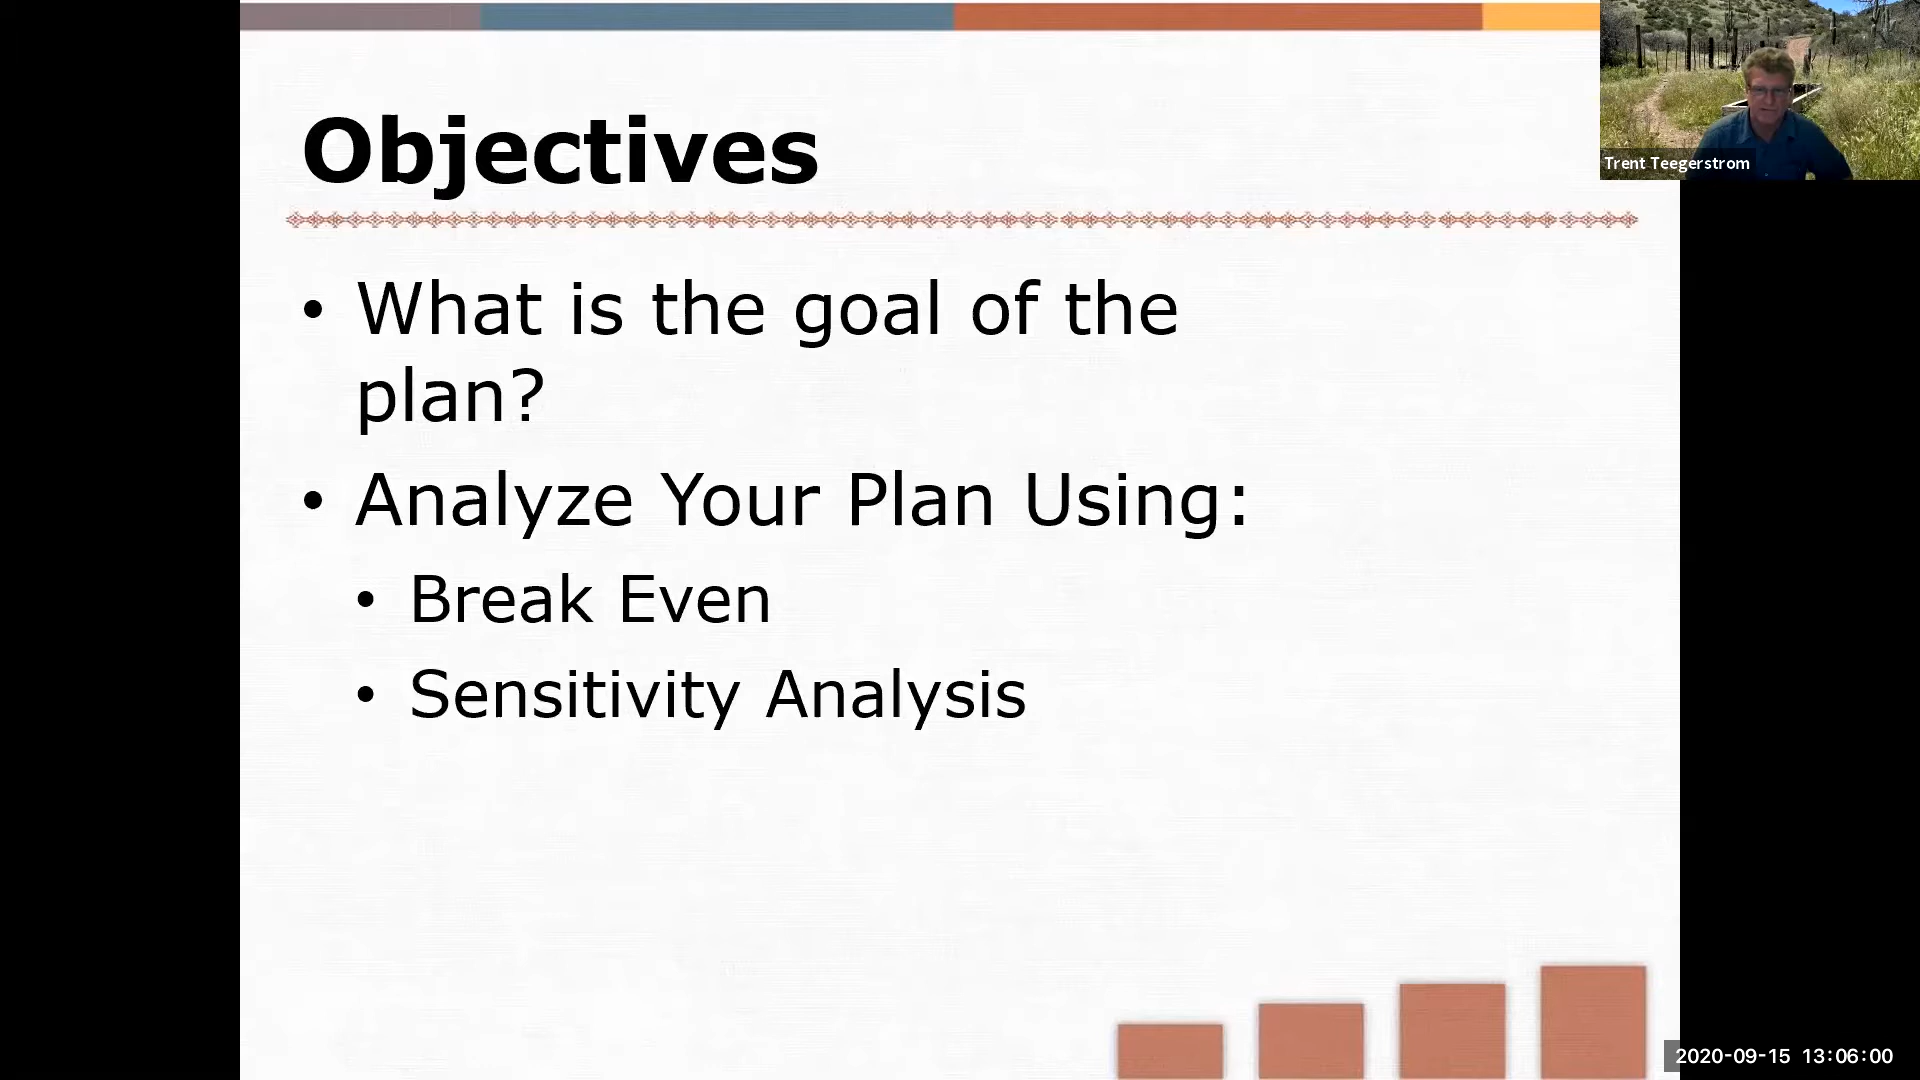 Objectives
Trent Teegerstrom
• What is the goal of the
plan?
• Analyze Your Plan Using:
• Break Even
• Sensitivity Analysis
2020-09-15 13:06:00